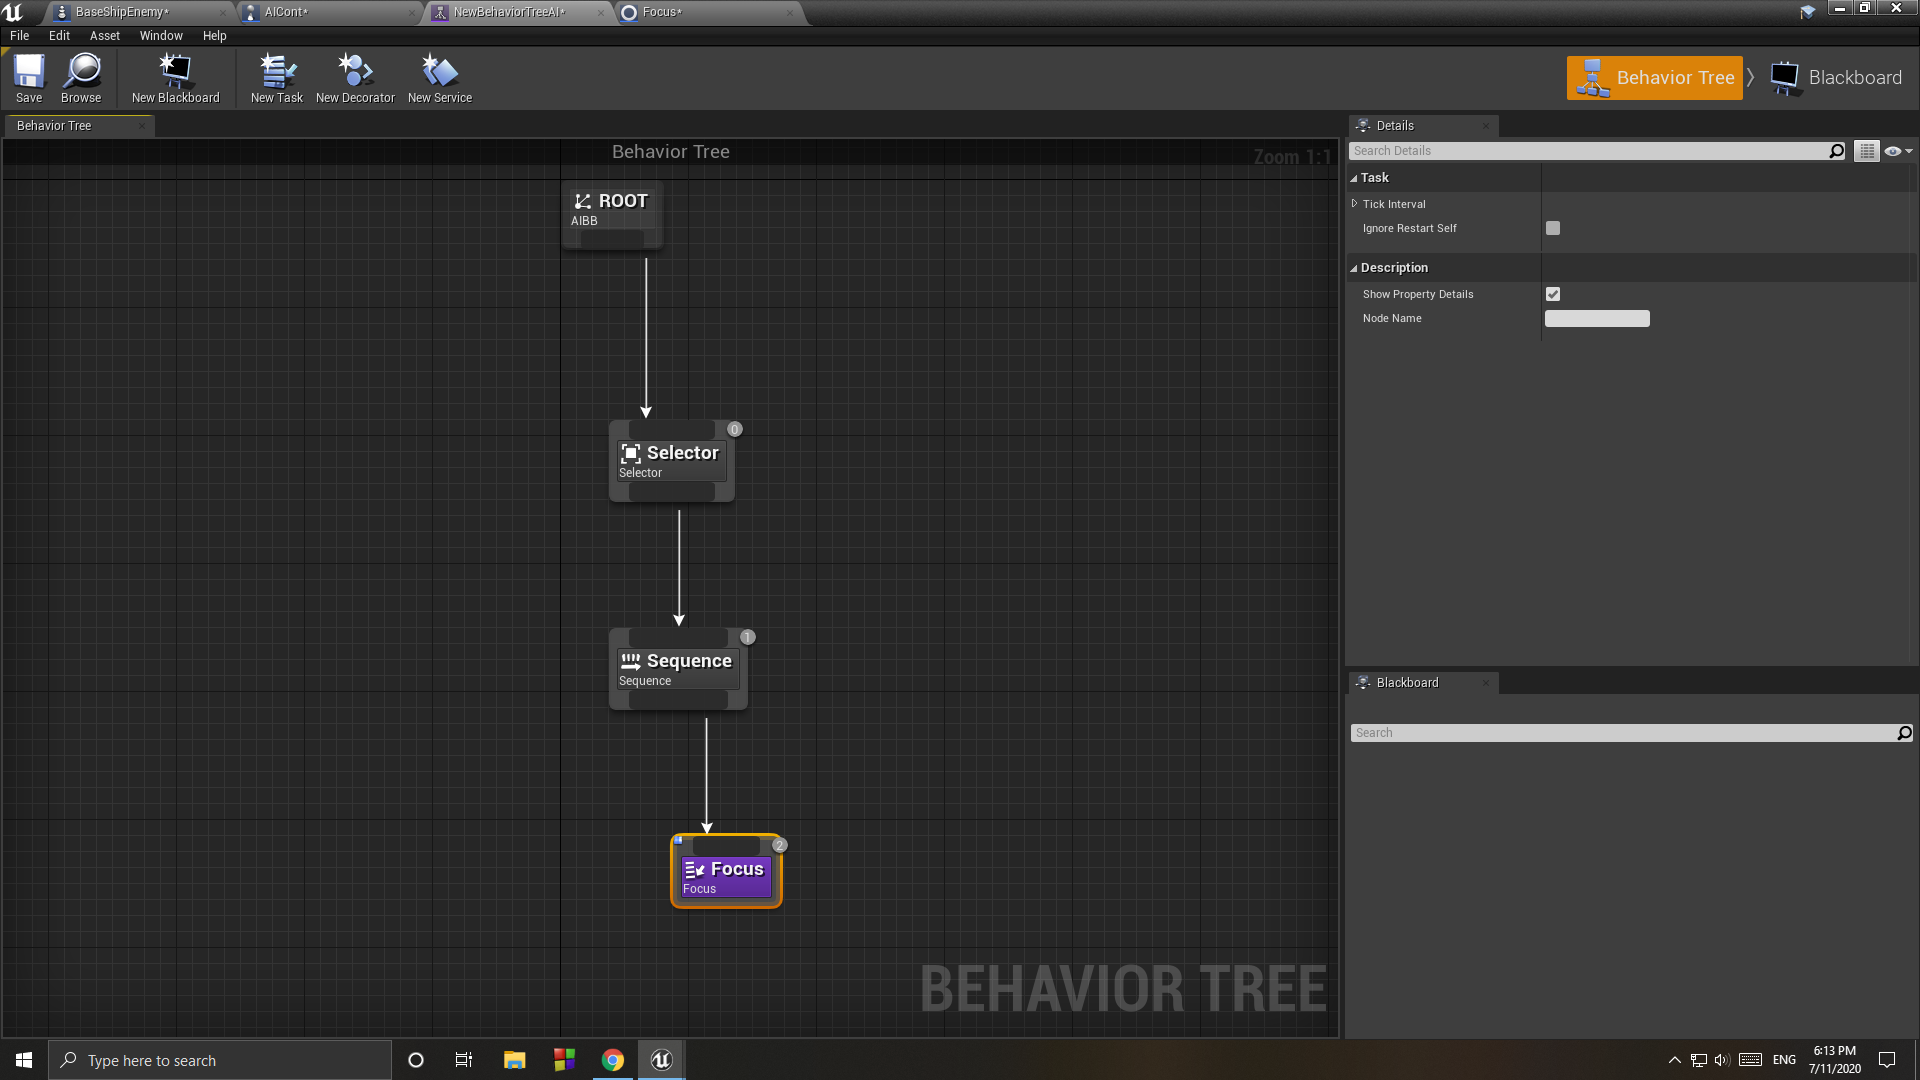 BaseShipEnemy*
AICont*
NewBehaviorTreeAI*
Focus*
File Edit Asset Window Help
Save Browse New Blackboard New Task New Decorator New Service
Behavior Tree Blackboard
Behavior Tree
Behavior Tree
Zoom 1:1
ROOT
AIBB
0
Selector
Selector
1
Sequence
Sequence
2
Focus
Focus
BEHAVIOR TREE
Details
Search Details
Task
Tick Interval
Ignore Restart Self
Description
Show Property Details
Node Name
Blackboard
Search
Type here to search
ENG
6:13 PM
7/11/2020